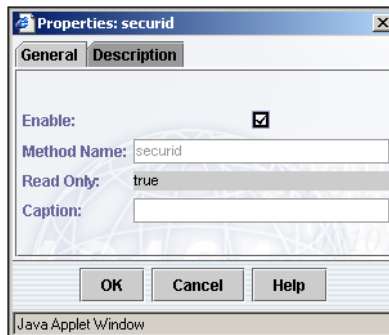 Properties: securid
General Description
Enable:
Method Name: securid
Read Only: true
Caption:
OK Cancel Help
Java Applet Window